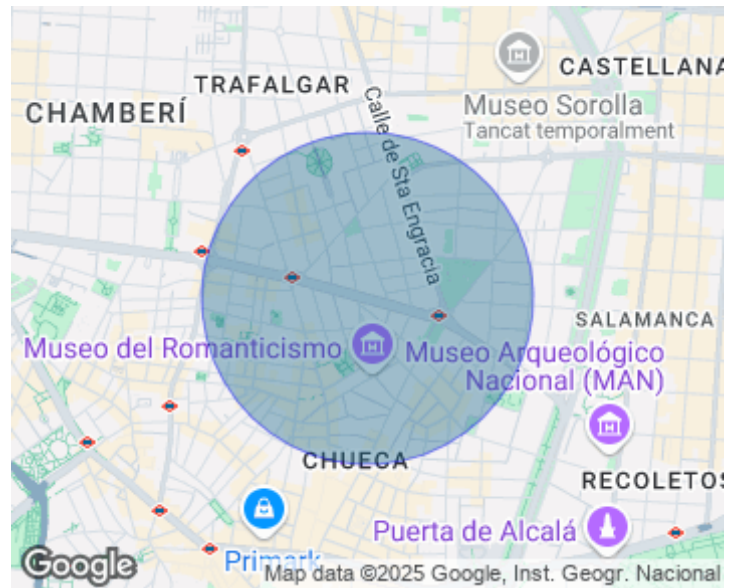 CASTELLANA
TRAFALGAR
CHAMBERÍ
Museo Sorolla
Tancat temporalment
Calle de Sta Engracia
SALAMANCA
Museo del Romanticismo
Museo Arqueológico
Nacional (MAN)
CHUECA
RECOLETOS
Puerta de Alcalá
Primark
Google
Map data ©2025 Google, Inst. Geogr. Nacional